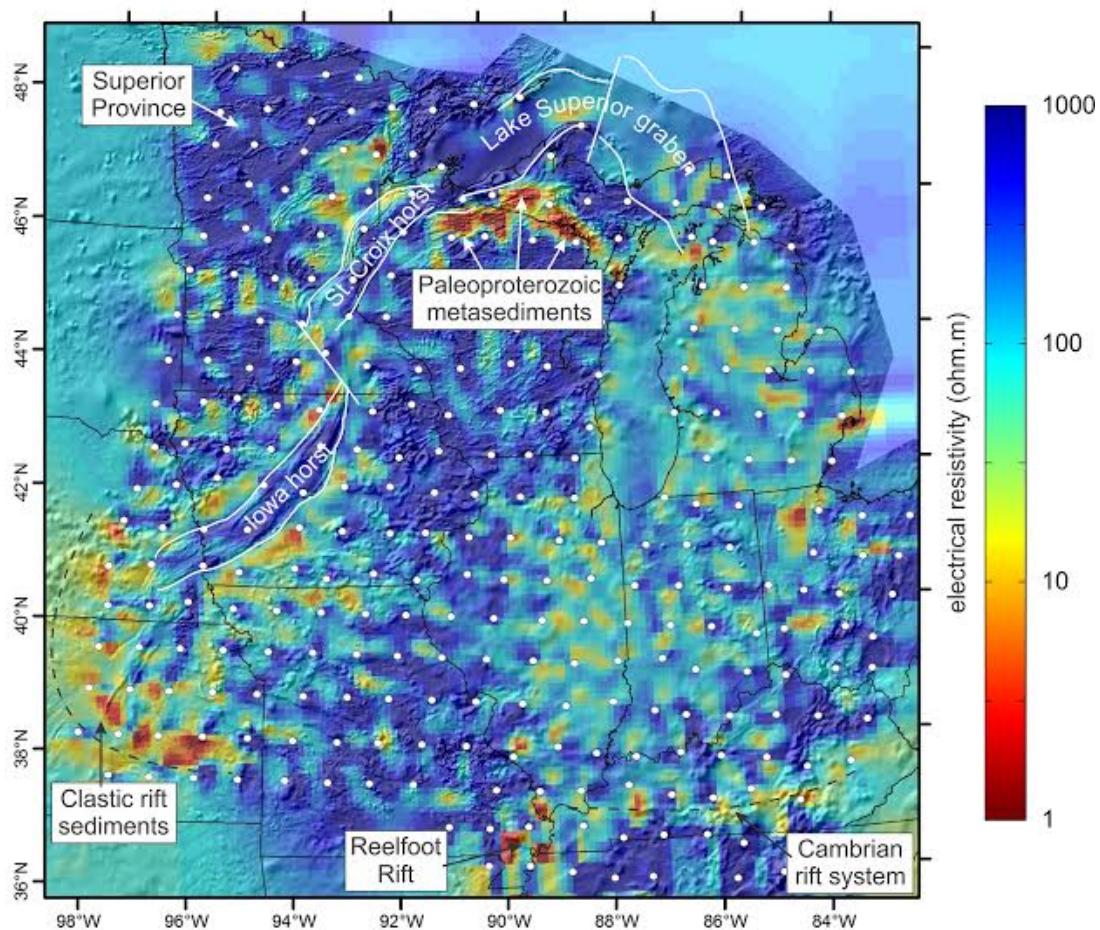 48°N
46°N
44°N
42°N
40°N
38°N
36°N
98°W
96°W
94°W
92°W
90°W
88°W
86°W
84°W
Superior
Province
Lake Superior graben
St. Croix horst
Paleoproterozoic
metasediments
Iowa horst
Clastic rift
sediments
Reelfoot
Rift
Cambrian
rift system
electrical resistivity (ohm.m)
1000
100
10
1